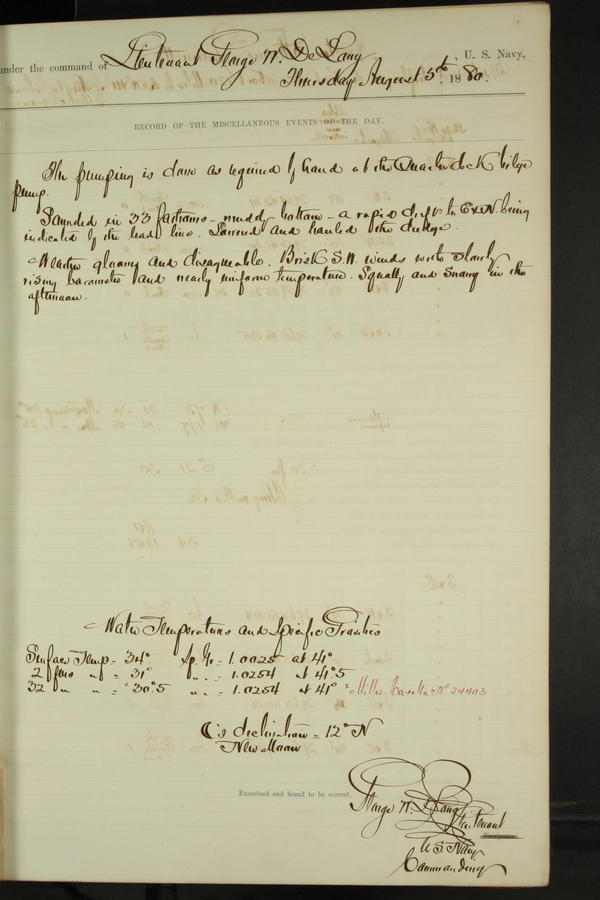 under the command of Lieutenant George W. De Long, U. S. Navy,
Thursday August 5th, 1880.
RECORD OF THE MISCELLANEOUS EVENTS OF THE DAY.
The pumping is done as required by hand at the Quarter deck bilge
pump.
Sounded in 33 fathoms - muddy bottom - a rapid drift to ExN. being
indicated by the lead line. Lowered and hauled the dredge.
Weather gloomy and disagreeable. Brisk S.W. winds with slowly
rising barometer and nearly uniform temperature. Squally and Snowy in the
afternoon.
Water Temperatures and Specific Gravities
Surface Temp = 34° Sp. Gr = 1.0025 at 41°
2 fms " = 31° " " = 1.0254 at 41°.5
32 " " = 30°.5 " " = 1.0254 at 41° Miller Casella No 24403
☾'s declination = 12° N
New Moon
Examined and found to be correct.
George W. De Long
Lieutenant
U.S. Navy
Commanding